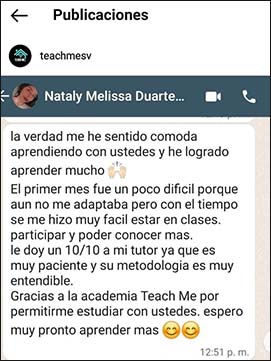 Publicaciones
teachmesv
Nataly Melissa Duarte...
la verdad me he sentido comoda
aprendiendo con ustedes y he logrado
aprender mucho 🙌🏻
El primer mes fue un poco dificil porque
aun no me adaptaba pero con el tiempo
se me hizo muy facil estar en clases.
participar y poder conocer mas.
le doy un 10/10 a mi tutor ya que es
muy paciente y su metodologia es muy
entendible.
Gracias a la academia Teach Me por
permitirme estudiar con ustedes. espero
muy pronto aprender mas 😊😊
12:51 p. m.